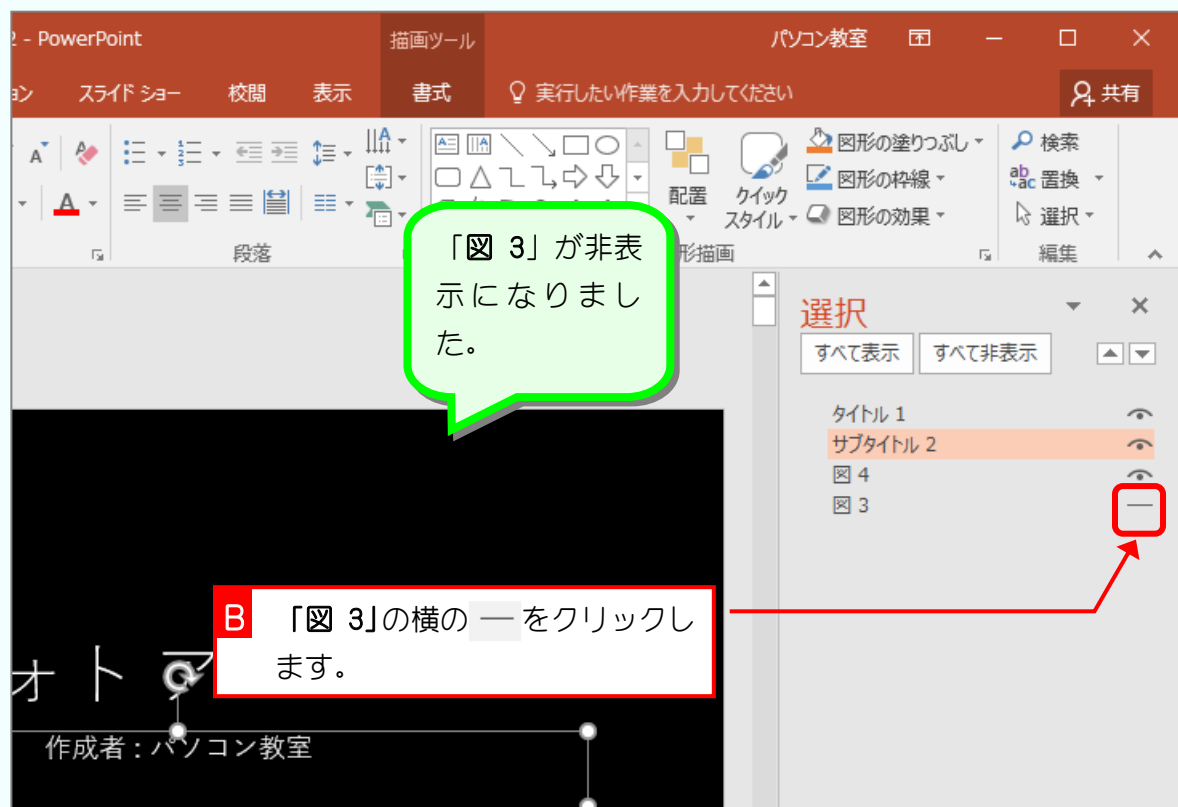 2 - PowerPoint
描画ツール
パソコン教室
ョン
スライド ショー
校閲
表示
書式
実行したい作業を入力してください
共有
A
A
A
図形の塗りつぶし
検索
図形の枠線
ab ac 置換
配置
クイック
スタイル
図形の効果
選択
段落
形描画
編集
「図 3」が非表
示になりまし
た。
選択
すべて表示
すべて非表示
タイトル 1
サブタイトル 2
図 4
図 3
B
「図 3」の横の — をクリックし
ます。
ォトア
作成者：パソコン教室